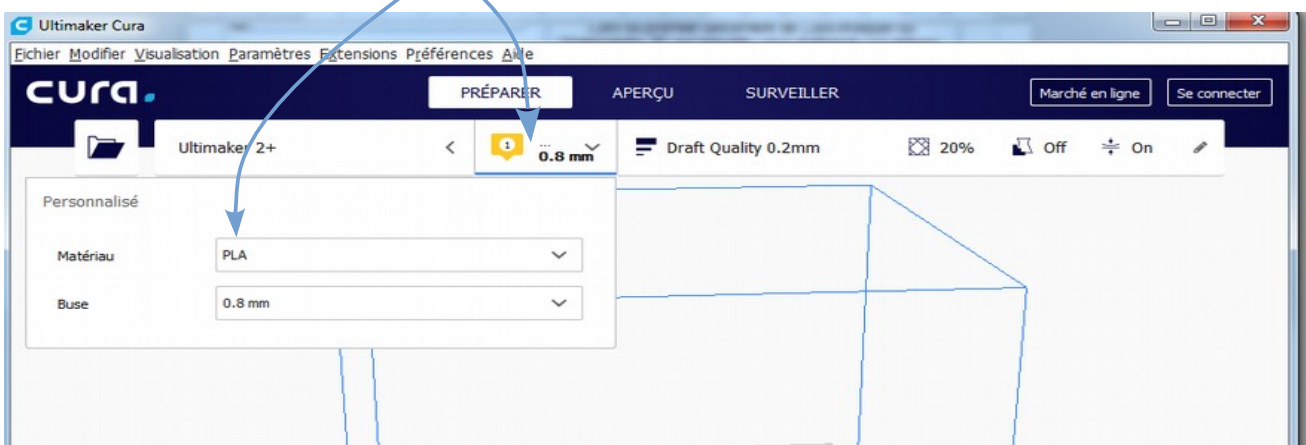 Ultimaker Cura
Fichier Modifier Visualisation Paramètres Extensions Préférences Aide
cura.
PRÉPARER APERÇU SURVEILLER Marché en ligne Se connecter
Ultimaker 2+ 1 ... 0.8 mm Draft Quality 0.2mm 20% Off On
Personnalisé
Matériau PLA
Buse 0.8 mm